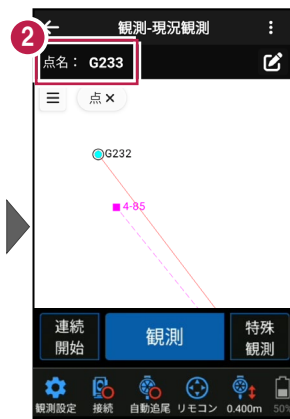 観測-現況観測
2
点名： G233
点 ×
G232
4-85
連続
開始
観測
特殊
観測
観測設定 接続 自動追尾 リモコン 0.400m 50%